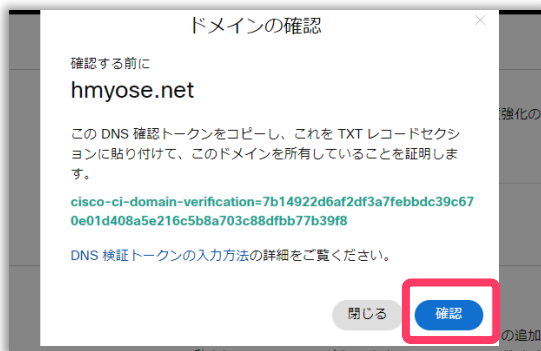 ドメインの確認
確認する前に
hmyose.net
強化の
この DNS 確認トークンをコピーし、これを TXT レコードセクシ
ョンに貼り付けて、このドメインを所有していることを証明しま
す。
cisco-ci-domain-verification=7b14922d6af2df3a7febbdc39c67
0e01d408a5e216c5b8a703c88dfbb77b39f8
DNS 検証トークンの入力方法の詳細をご覧ください。
閉じる 確認
の追加